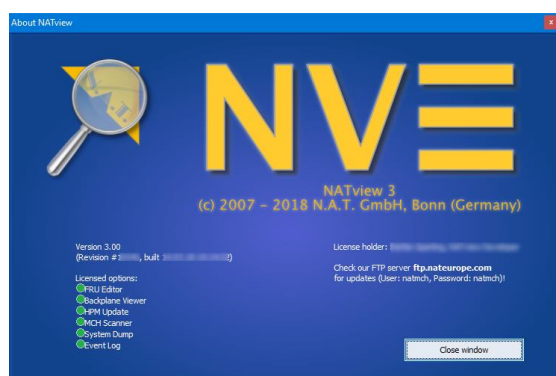 About NATview
x
N.A.T.
NVE
NATview 3
(c) 2007 - 2018 N.A.T. GmbH, Bonn (Germany)
Version 3.00
(Revision #, built )
Licensed options:
FRU Editor
Backplane Viewer
HPM Update
MCH Scanner
System Dump
Event Log
License holder:
Check our FTP server ftp.nateurope.com
for updates (User: natmch, Password: natmch)!
Close window